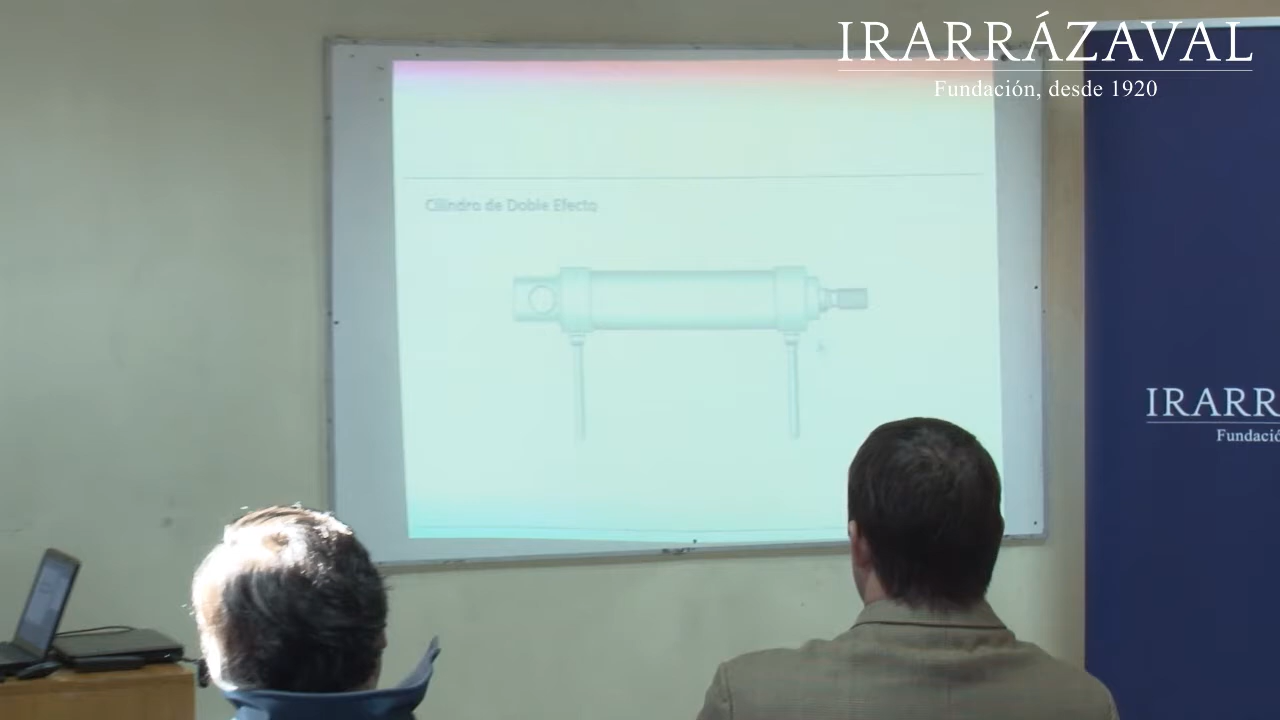 IRARRÁZAVAL
Fundación, desde 1920
Cilindro de Doble Efecto
IRARR
Fundació